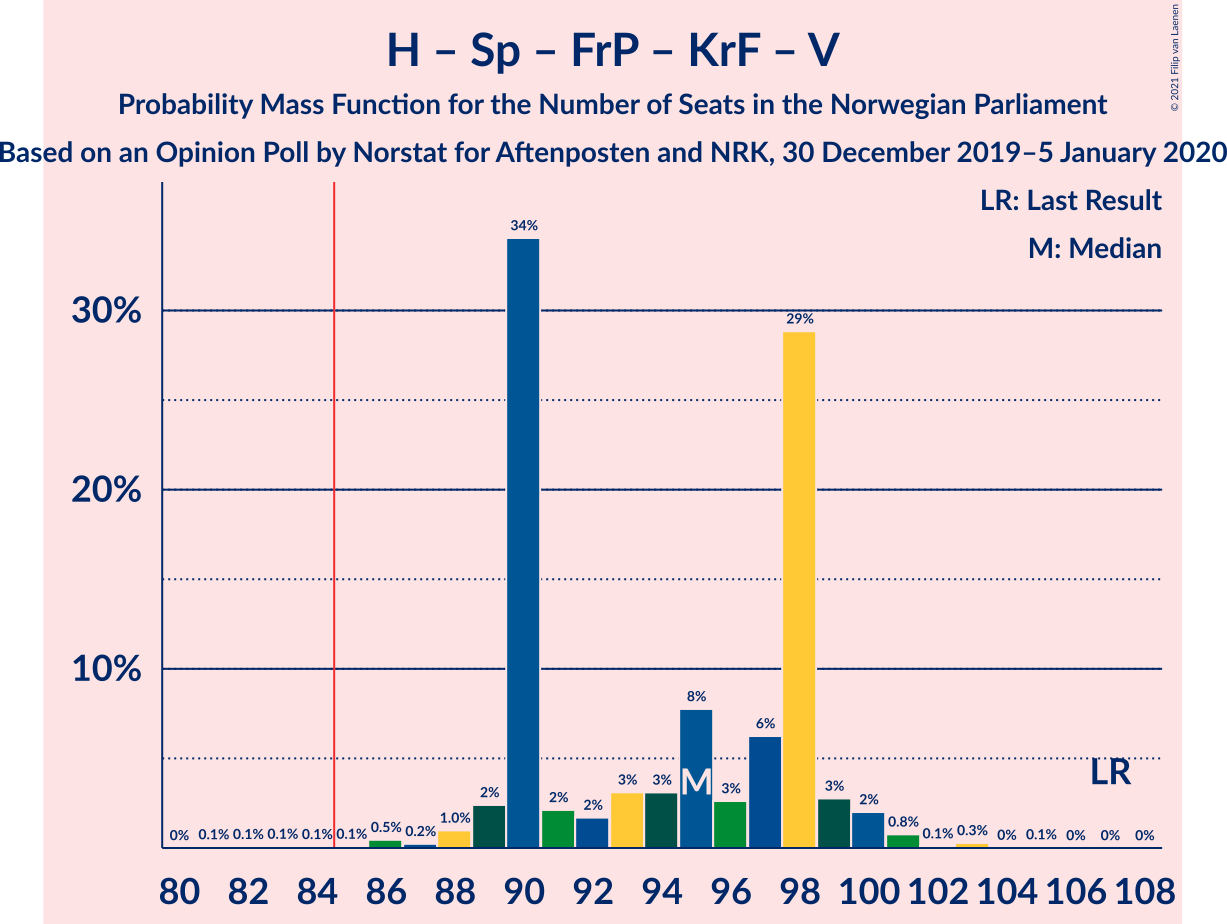 H – Sp – FrP – KrF – V
Probability Mass Function for the Number of Seats in the Norwegian Parliament
Based on an Opinion Poll by Norstat for Aftenposten and NRK, 30 December 2019–5 January 2020
© 2021 Filip van Laenen
LR: Last Result
M: Median
34%
30%
29%
20%
10%
8%
6%
LR
M
0% 0.1% 0.1% 0.1% 0.1% 0.1% 0.5% 0.2% 1.0% 2% 2% 2% 3% 3% 3% 3% 2% 0.8% 0.1% 0.3% 0% 0.1% 0% 0% 0%
80 82 84 86 88 90 92 94 96 98 100 102 104 106 108